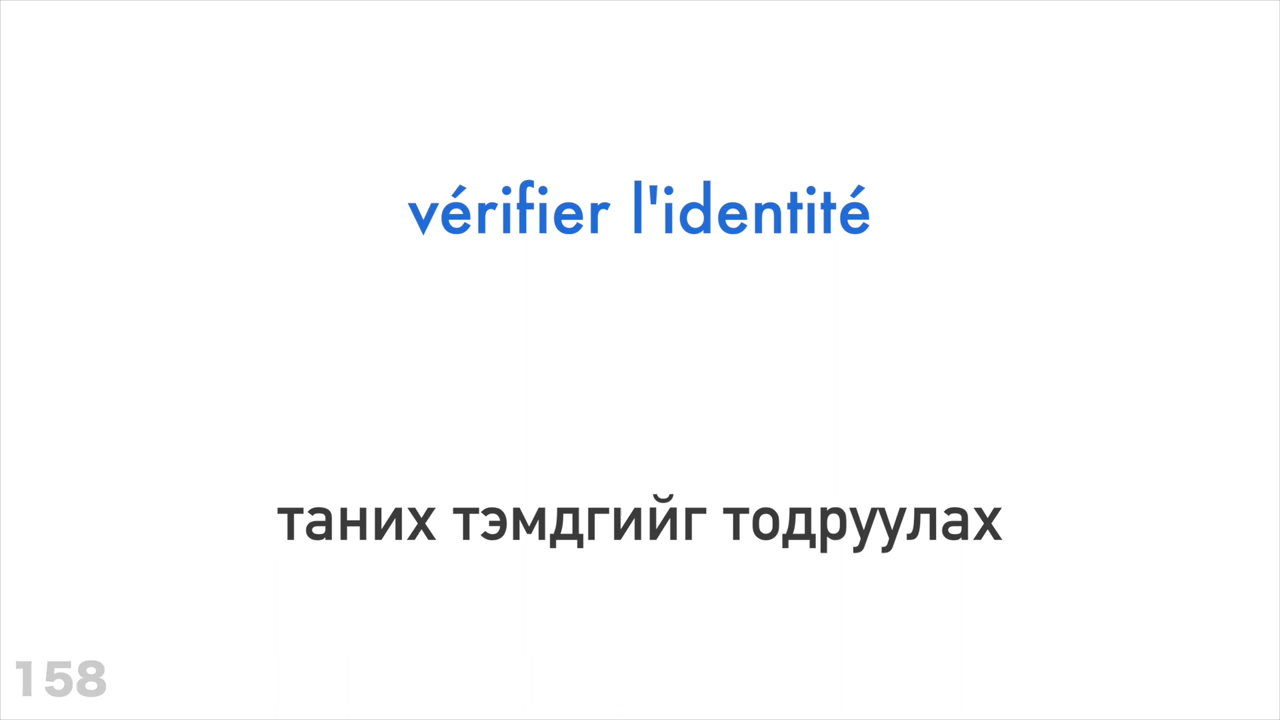 vérifier l'identité
таних тэмдгийг тодруулах
158